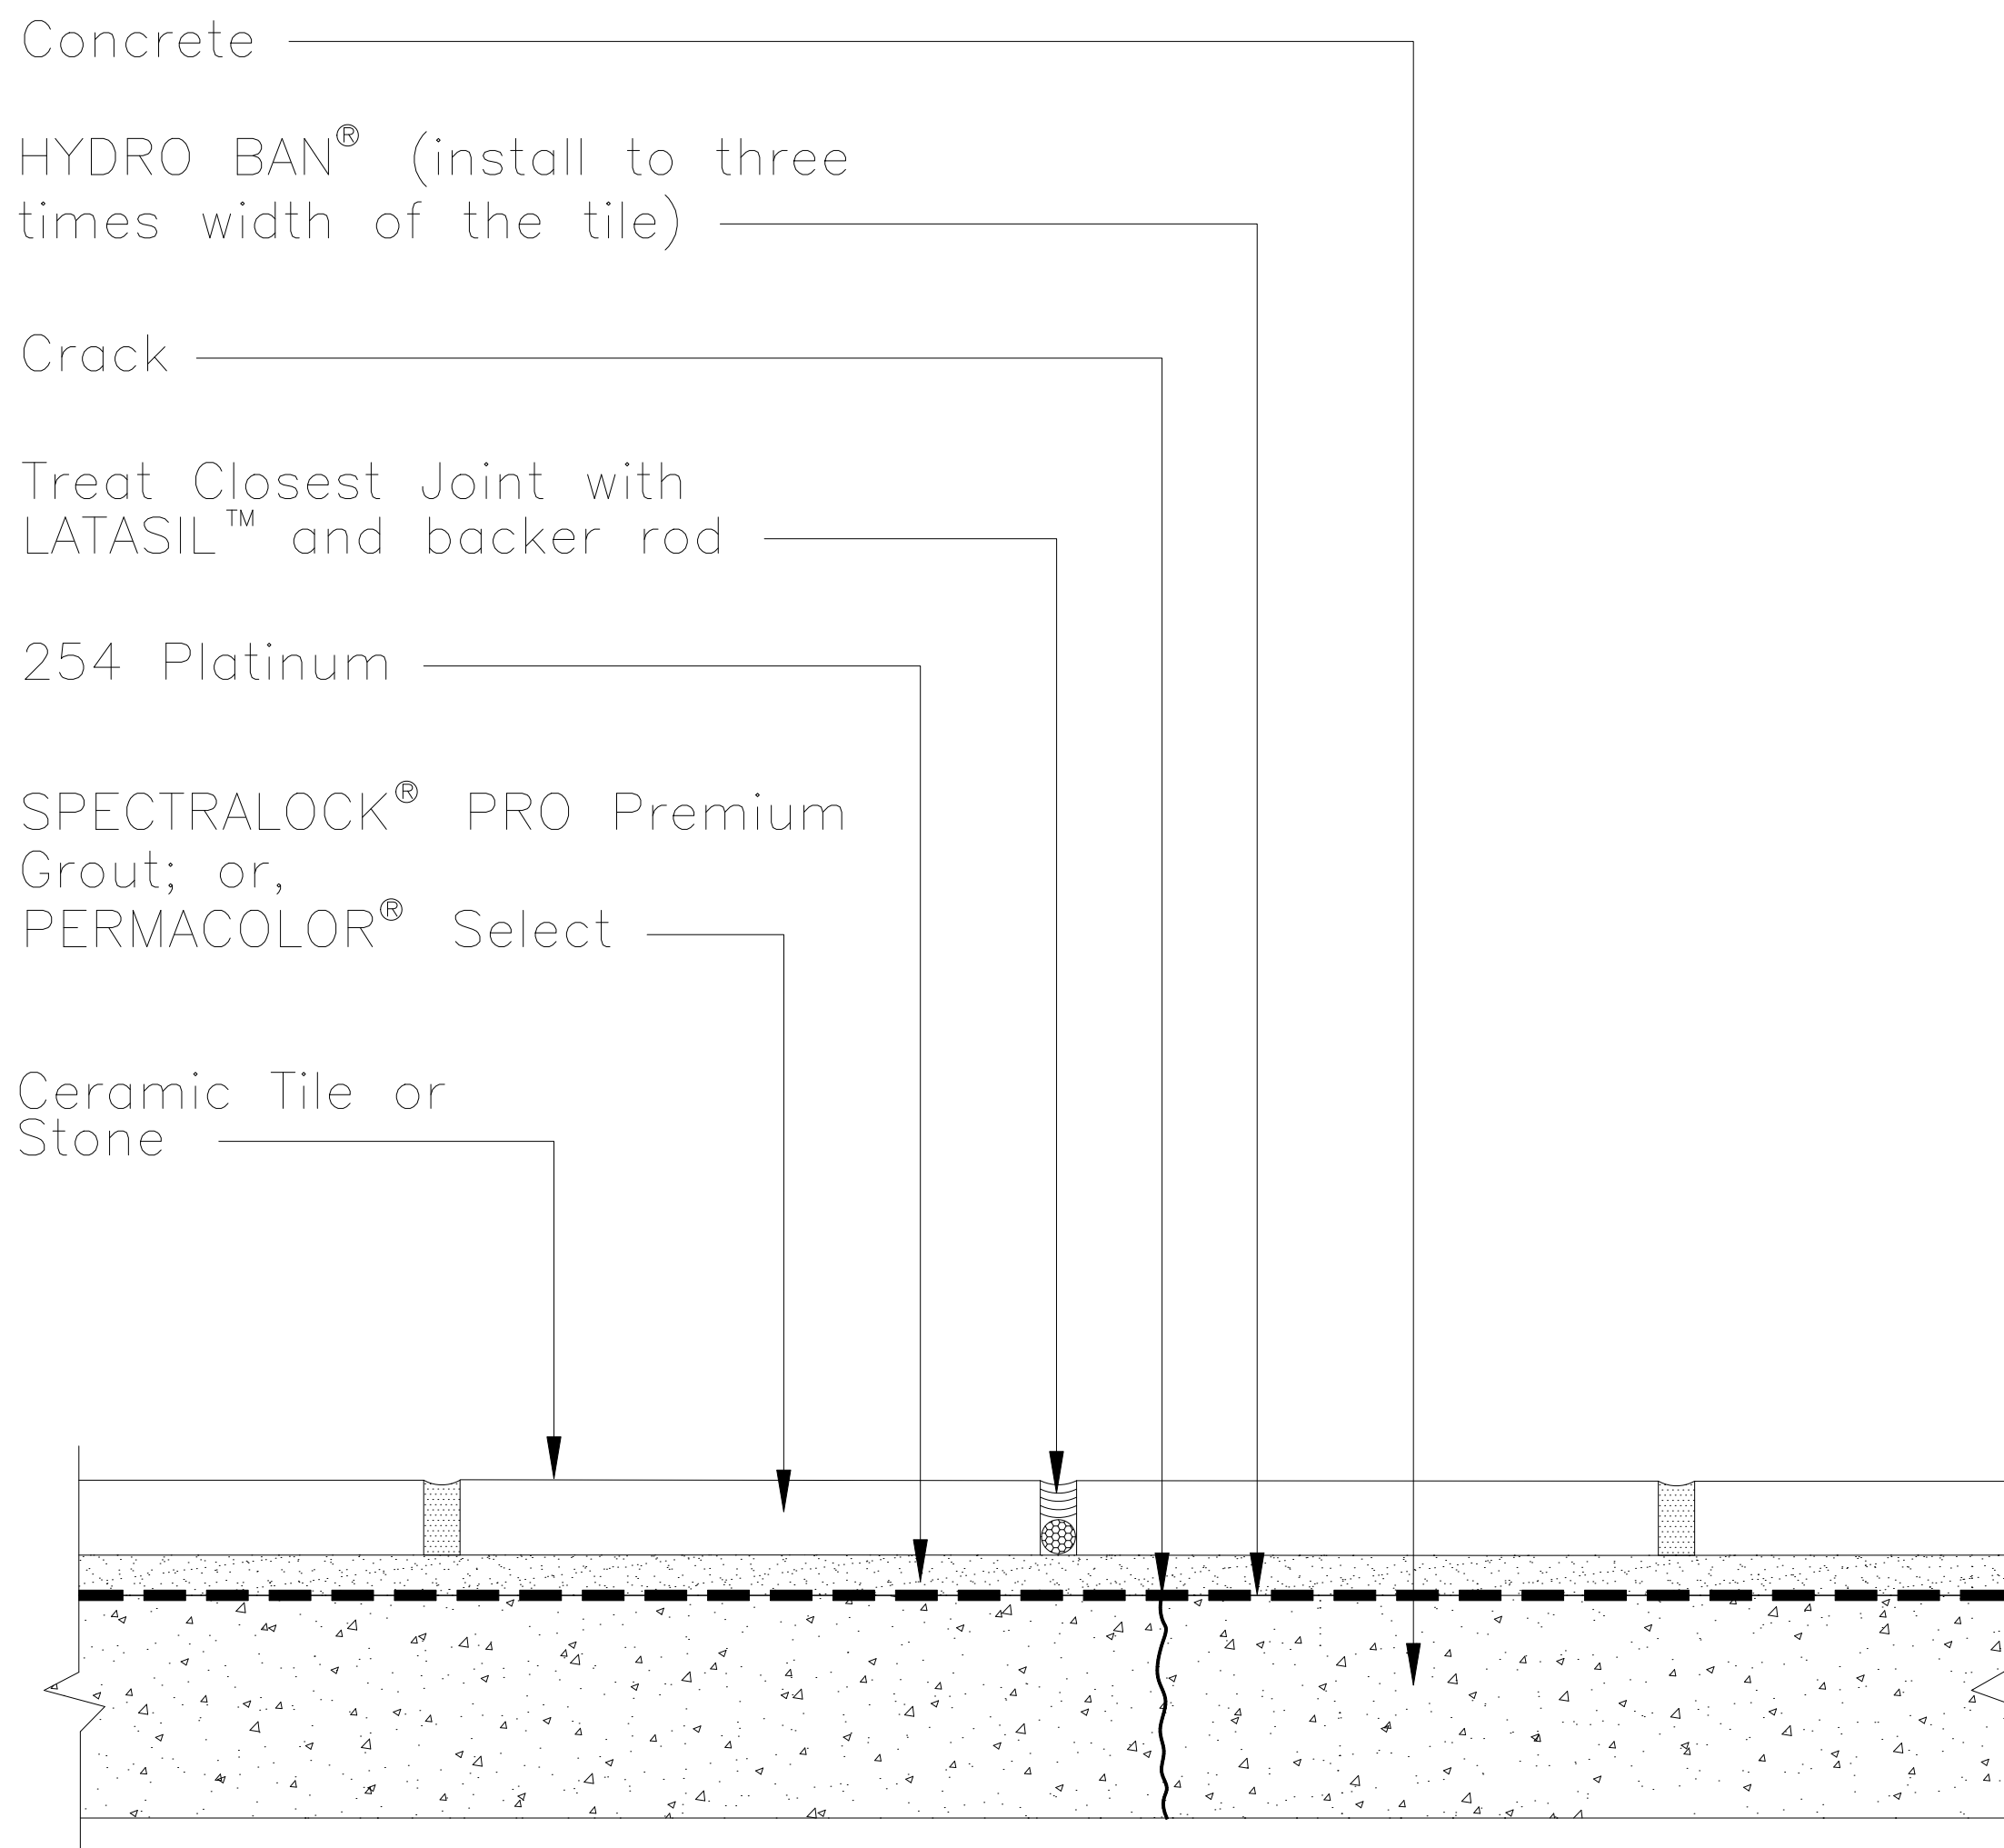 Concrete
HYDRO BAN® (install to three
times width of the tile)
Crack
Treat Closest Joint with
LATASIL™ and backer rod
254 Platinum
SPECTRALOCK® PRO Premium
Grout; or,
PERMACOLOR® Select
Ceramic Tile or
Stone